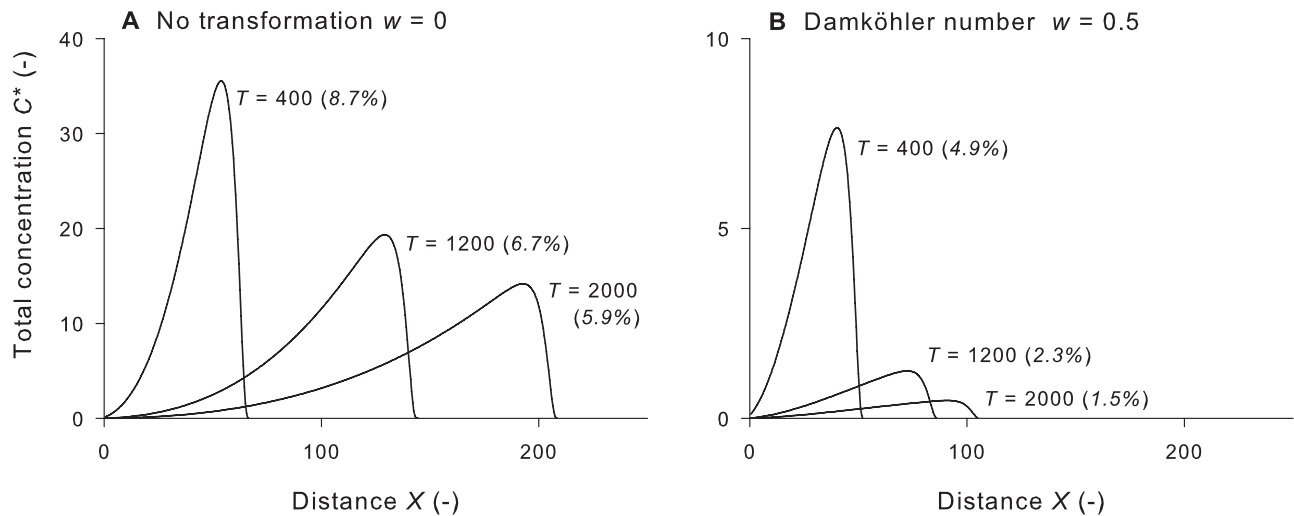 A No transformation w = 0
Total concentration C* (-)
40
30
20
10
0
T = 400 (8.7%)
T = 1200 (6.7%)
T = 2000
(5.9%)
0 100 200
Distance X (-)
B Damköhler number w = 0.5
10
5
0
T = 400 (4.9%)
T = 1200 (2.3%)
T = 2000 (1.5%)
0 100 200
Distance X (-)